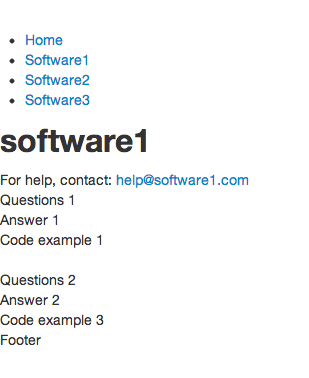 Home
Software1
Software2
Software3
software1
For help, contact: help@software1.com
Questions 1
Answer 1
Code example 1
Questions 2
Answer 2
Code example 3
Footer